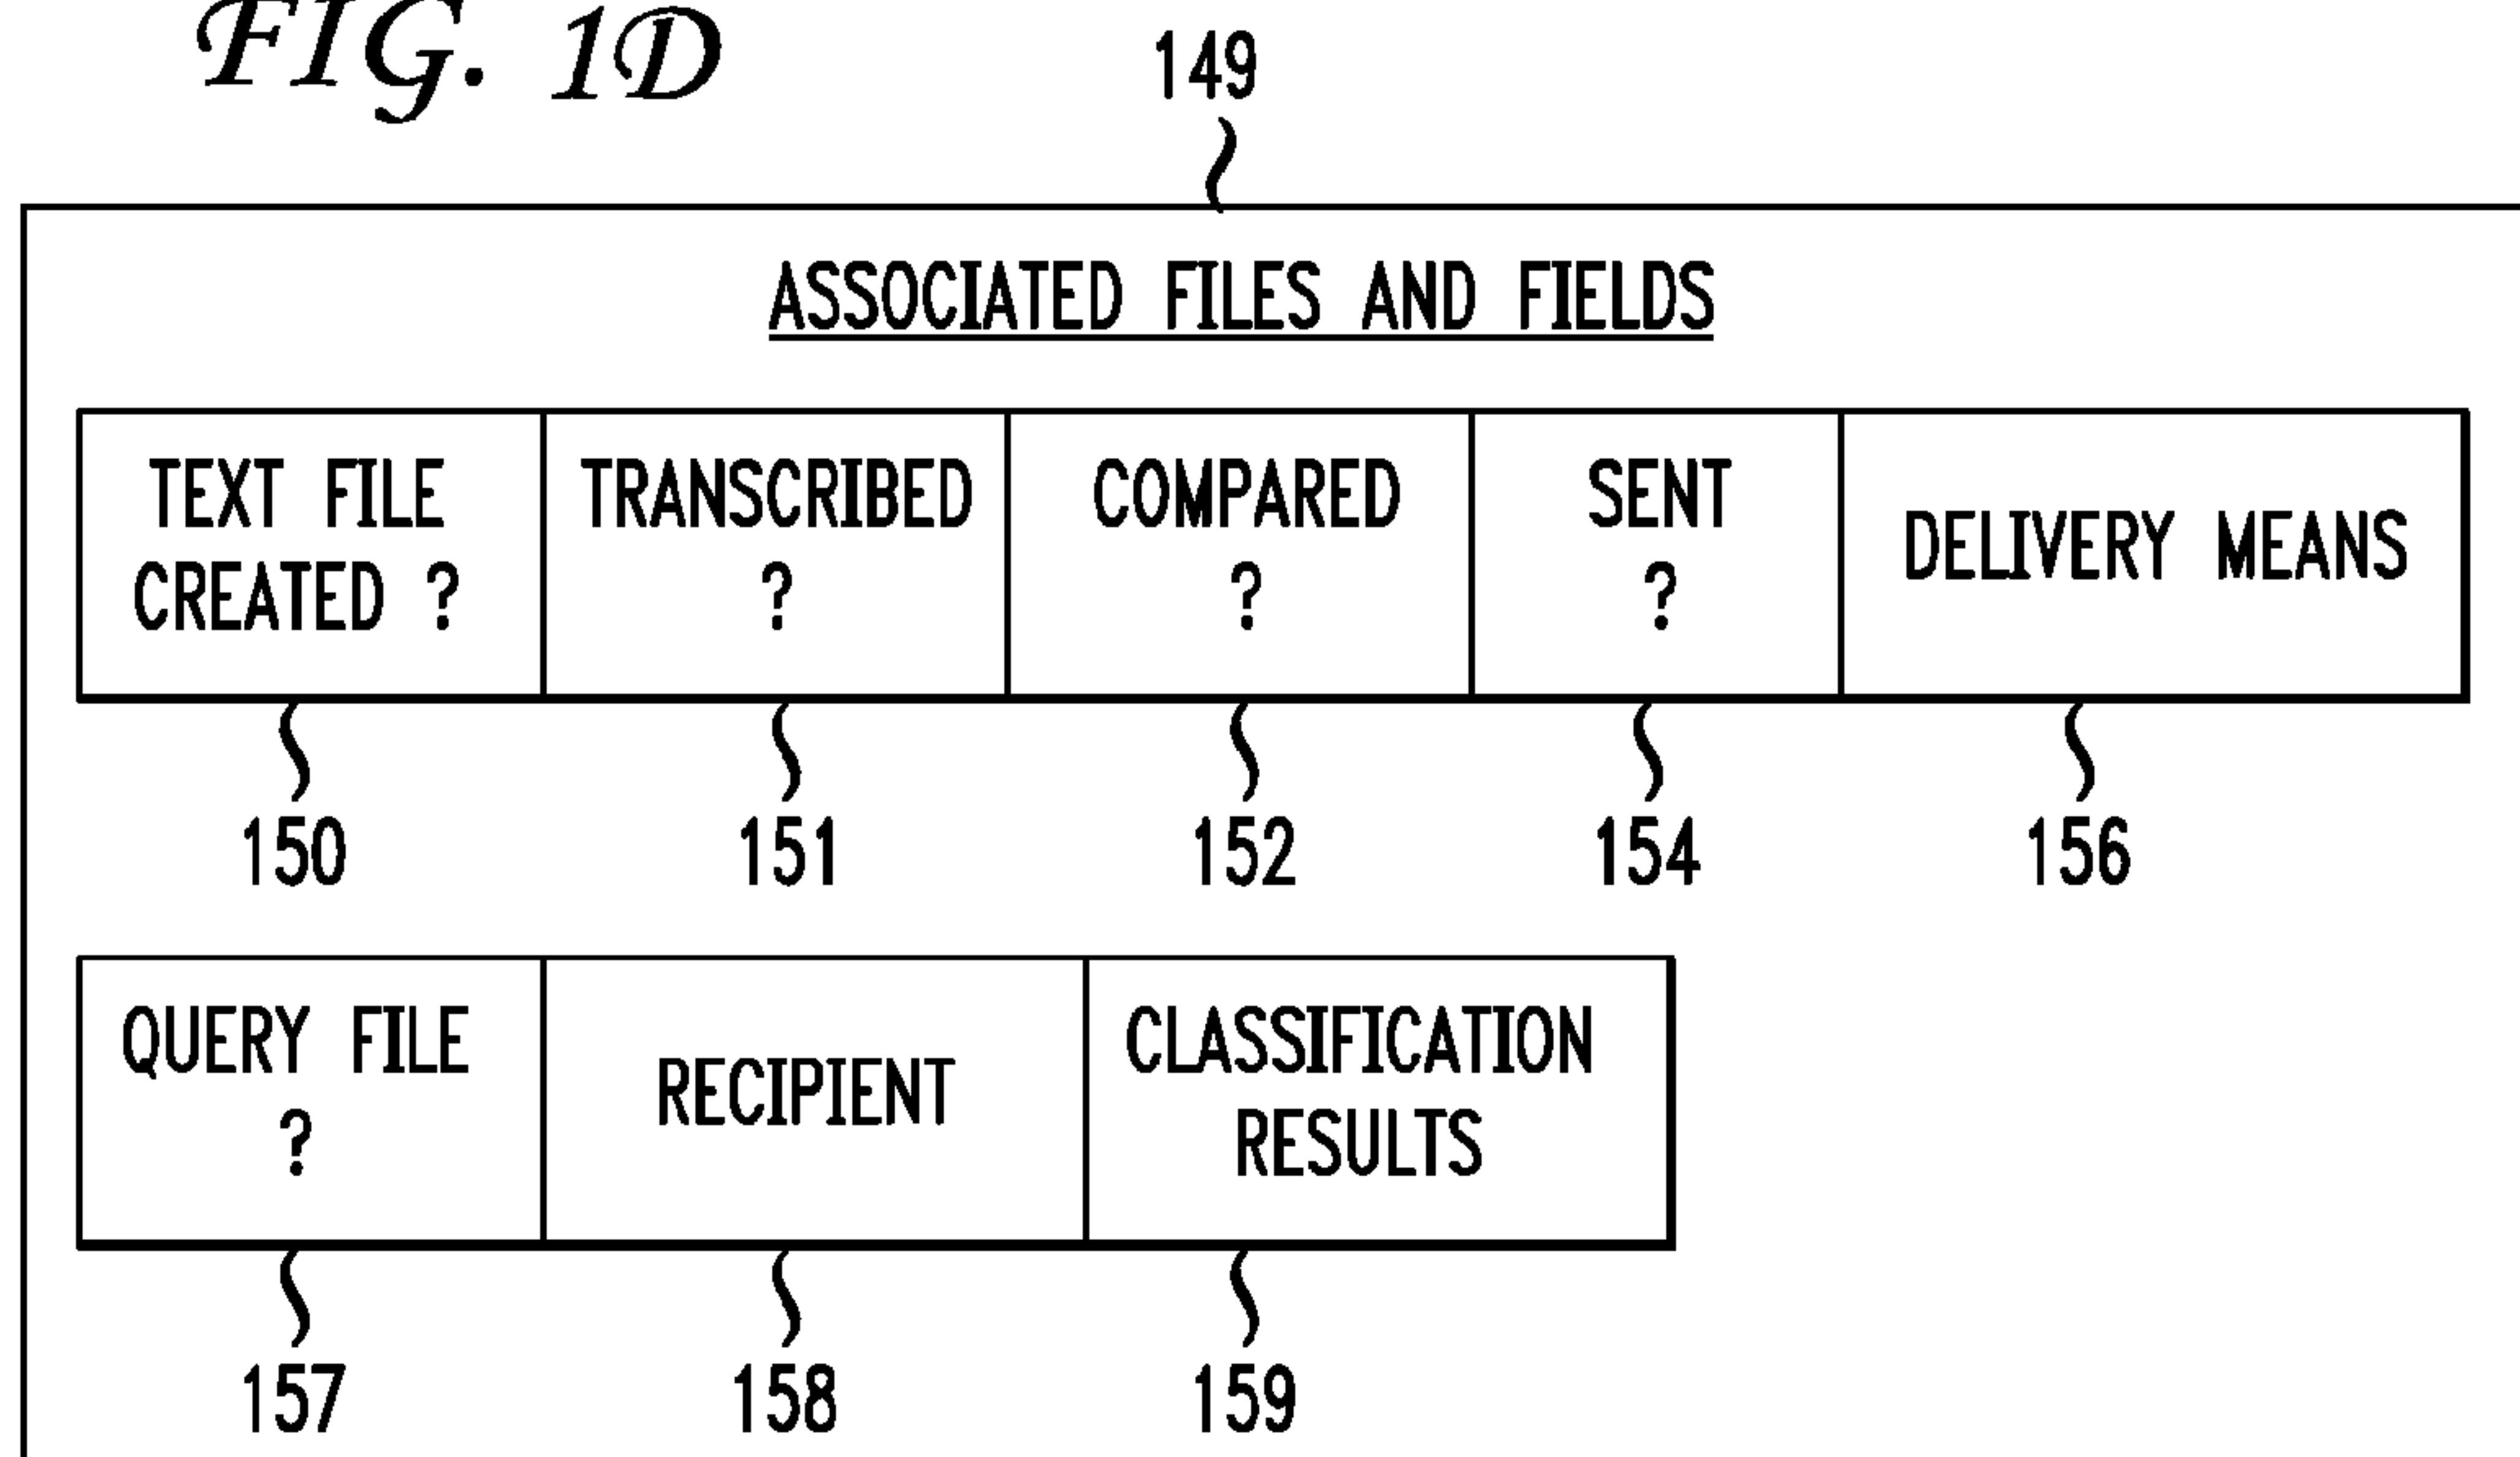 FIG. 1D
149
ASSOCIATED FILES AND FIELDS
TEXT FILE
CREATED ?
TRANSCRIBED
?
COMPARED
?
SENT
?
DELIVERY MEANS
150
151
152
154
156
QUERY FILE
?
RECIPIENT
CLASSIFICATION
RESULTS
157
158
159